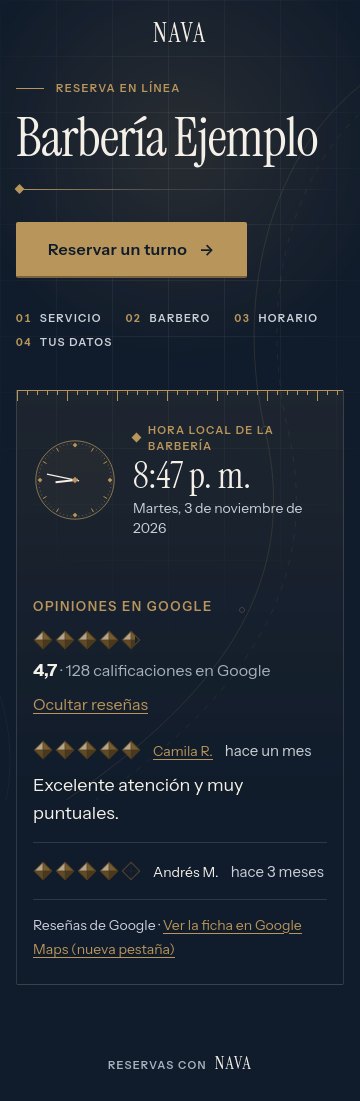 NAVA
RESERVA EN LÍNEA
Barbería Ejemplo
Reservar un turno →
01 SERVICIO 02 BARBERO 03 HORARIO
04 TUS DATOS
HORA LOCAL DE LA
BARBERÍA
8:47 p. m.
Martes, 3 de noviembre de
2026
OPINIONES EN GOOGLE
4,7 · 128 calificaciones en Google
Ocultar reseñas
Camila R. hace un mes
Excelente atención y muy
puntuales.
Andrés M. hace 3 meses
Reseñas de Google · Ver la ficha en Google
Maps (nueva pestaña)
RESERVAS CON NAVA